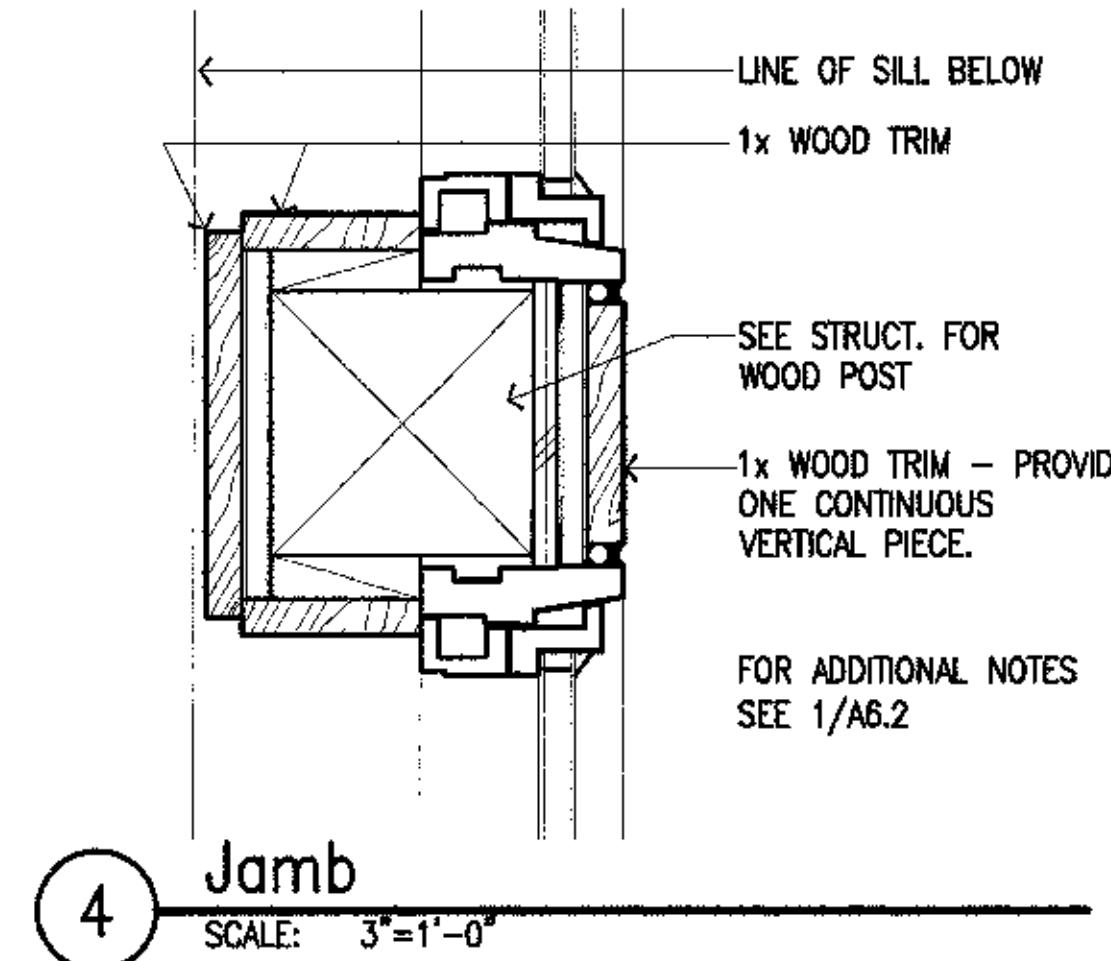 LINE OF SILL BELOW
1x WOOD TRIM
SEE STRUCT. FOR
WOOD POST
1x WOOD TRIM – PROVID
ONE CONTINUOUS
VERTICAL PIECE.
FOR ADDITIONAL NOTES
SEE 1/A6.2
4
Jamb
SCALE: 3"=1'-0"